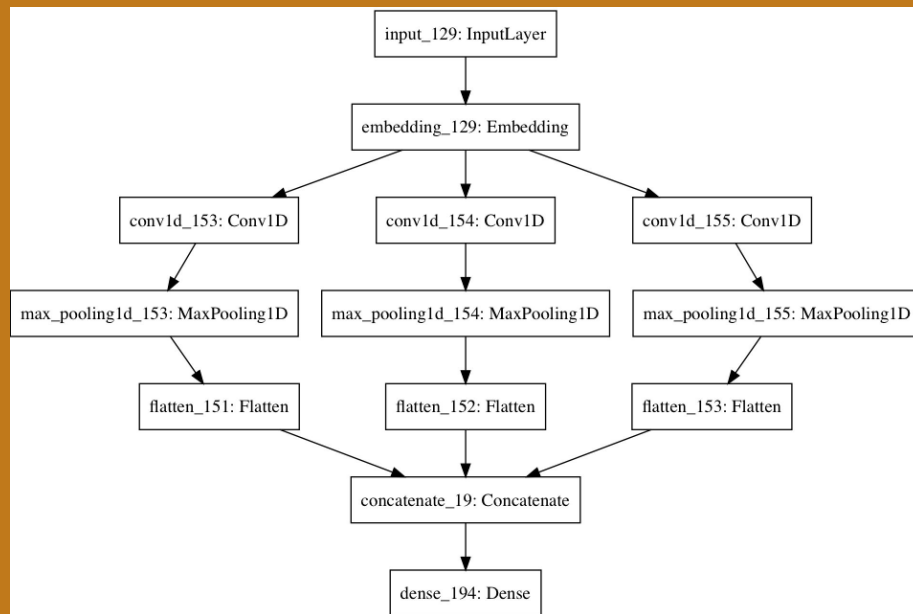 input_129: InputLayer
embedding_129: Embedding
conv1d_153: Conv1D
conv1d_154: Conv1D
conv1d_155: Conv1D
max_pooling1d_153: MaxPooling1D
max_pooling1d_154: MaxPooling1D
max_pooling1d_155: MaxPooling1D
flatten_151: Flatten
flatten_152: Flatten
flatten_153: Flatten
concatenate_19: Concatenate
dense_194: Dense